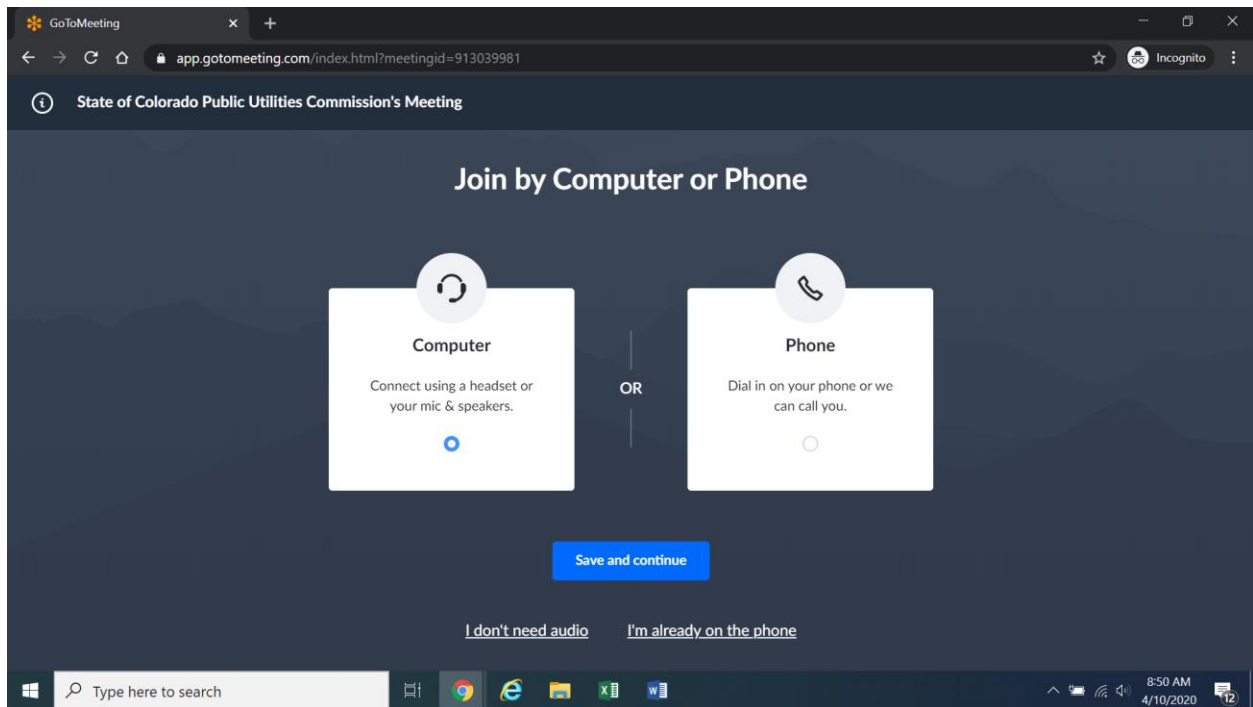 GoToMeeting
app.gotomeeting.com/index.html?meetingid=913039981
Incognito
State of Colorado Public Utilities Commission's Meeting
Join by Computer or Phone
Computer
Connect using a headset or
your mic & speakers.
OR
Phone
Dial in on your phone or we
can call you.
Save and continue
I don't need audio
I'm already on the phone
Type here to search
8:50 AM
4/10/2020
12